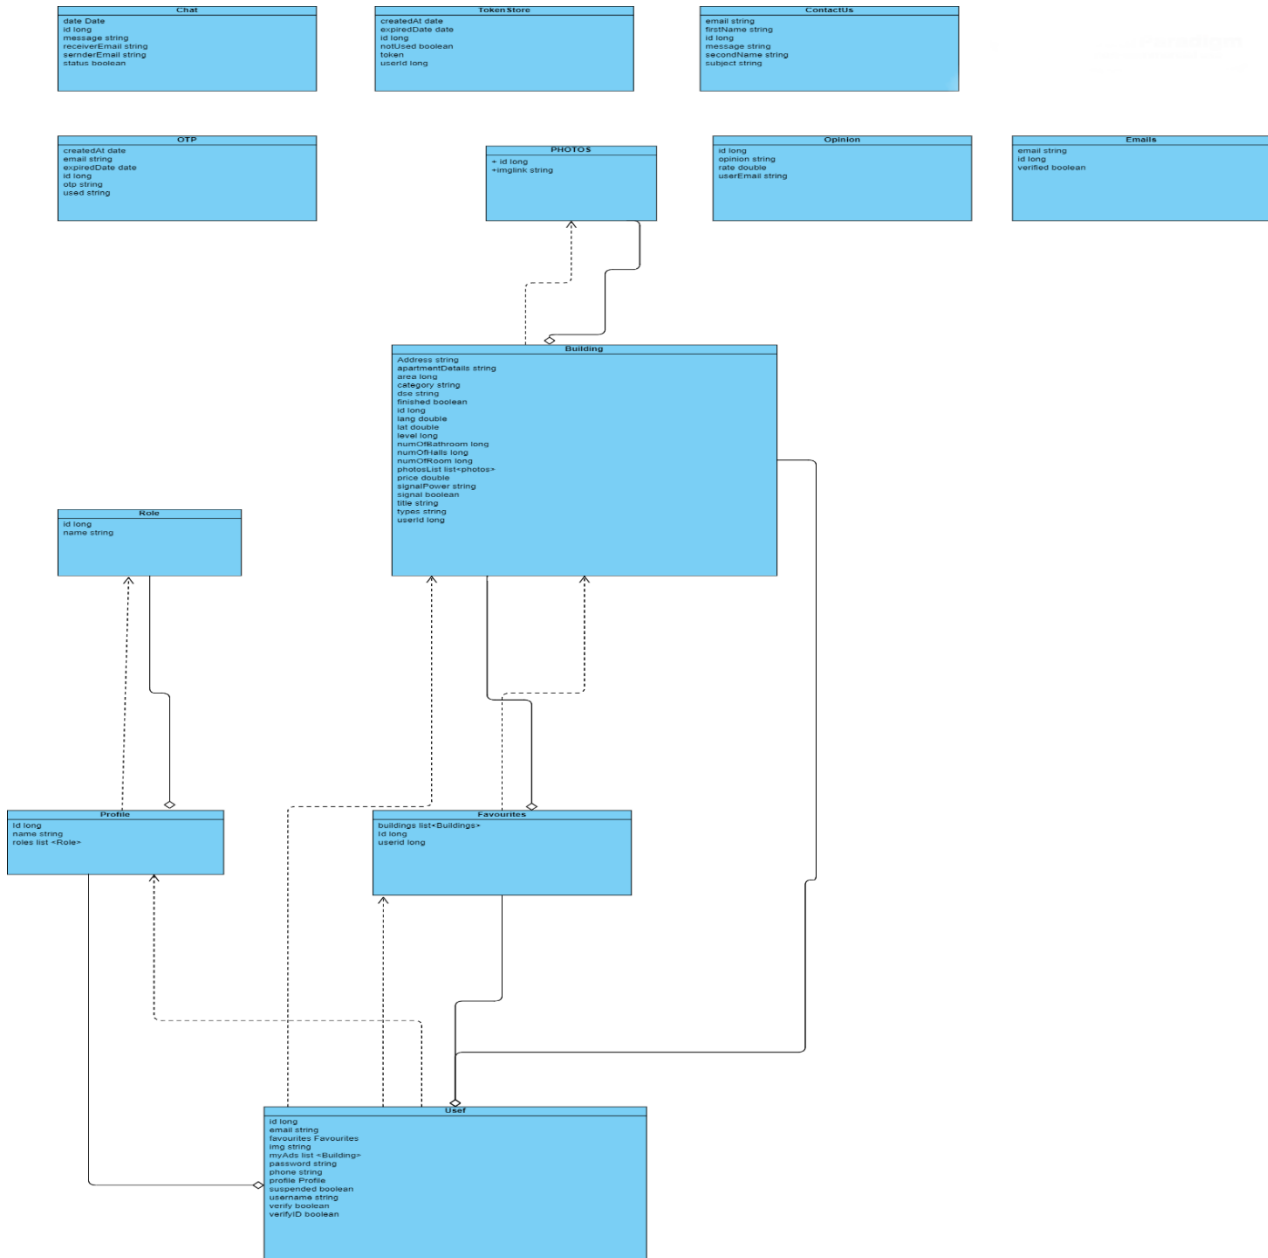 Chat
date Date
id long
message string
receiverEmail string
sernderEmail string
status boolean
TokenStore
createdAt date
expiredDate date
id long
notUsed boolean
token
userId long
ContactUs
email string
firstName string
id long
message string
secondName string
subject string
OTP
createdAt date
email string
expiredDate date
id long
otp string
used string
PHOTOS
+ id long
+imglink string
Opinion
id long
opinion string
rate double
userEmail string
Emails
email string
id long
verified boolean
Building
Address string
apartmentDetails string
area long
category string
dse string
finished boolean
id long
lang double
lat double
level long
numOfBathroom long
numOfHalls long
numOfRoom long
photosList list<photos>
price double
signalPower string
signal boolean
title string
types string
userId long
Role
id long
name string
Profile
id long
name string
roles list <Role>
Favourites
buildings list<Buildings>
id long
userid long
Usef
id long
email string
favourites Favourites
img string
myAds list <Building>
password string
phone string
profile Profile
suspended boolean
username string
verify boolean
verifyID boolean